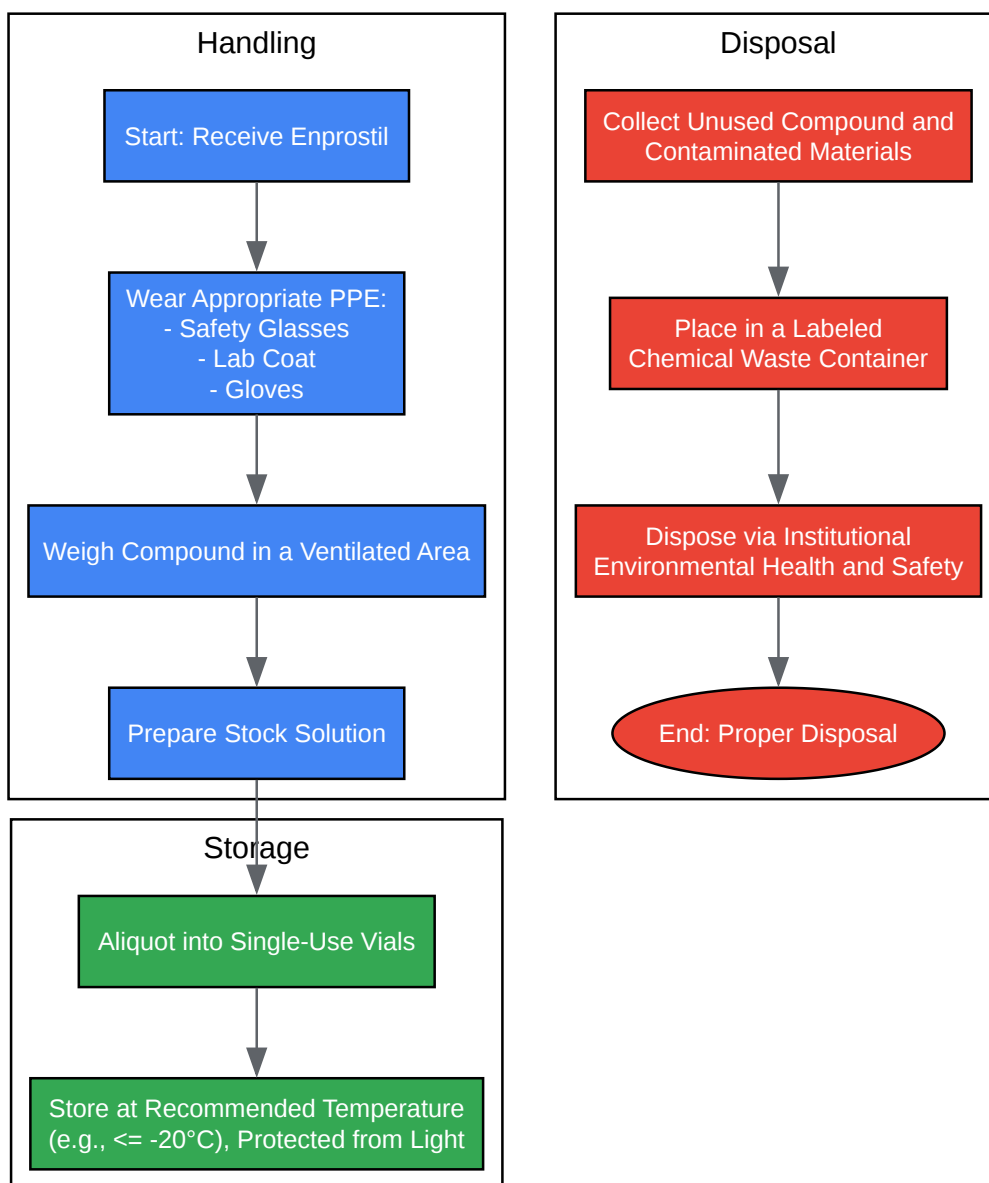 Handling
Start: Receive Enprostil
Wear Appropriate PPE:
- Safety Glasses
- Lab Coat
- Gloves
Weigh Compound in a Ventilated Area
Prepare Stock Solution
Storage
Aliquot into Single-Use Vials
Store at Recommended Temperature
(e.g., <= -20°C), Protected from Light
Disposal
Collect Unused Compound and
Contaminated Materials
Place in a Labeled
Chemical Waste Container
Dispose via Institutional
Environmental Health and Safety
End: Proper Disposal